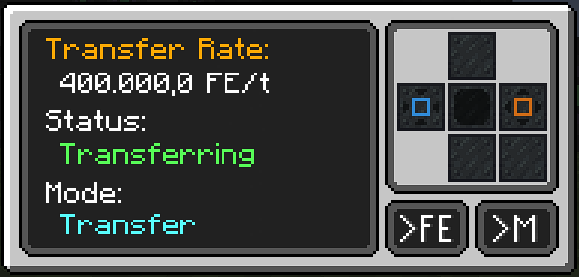 Transfer Rate:
400.000,0 FE/t
Status:
Transferring
Mode:
Transfer
>FE
>M